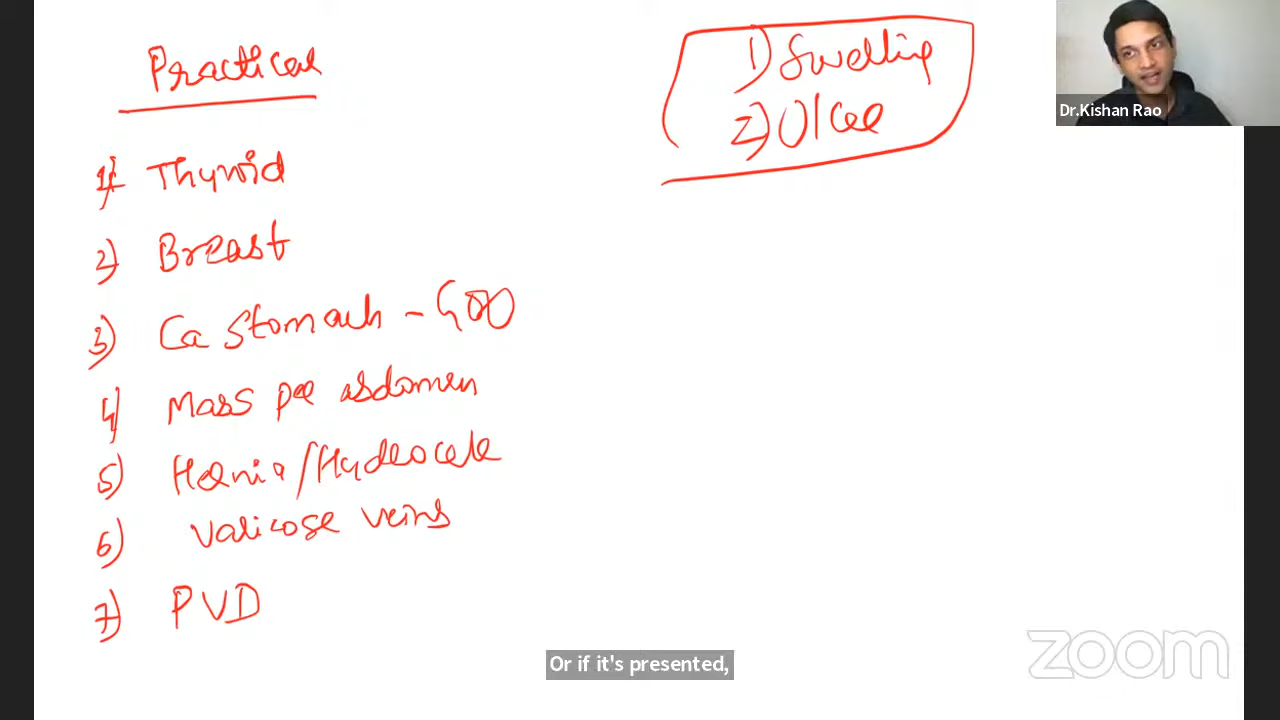 Practical
1) Thyroid
2) Breast
3) Ca Stomach - GOO
4) Mass per abdomen
5) Hernia/Hydrocele
6) Varicose veins
7) PVD
1) Swelling
2) Ulcer
Dr.Kishan Rao
Or if it's presented,
zoom